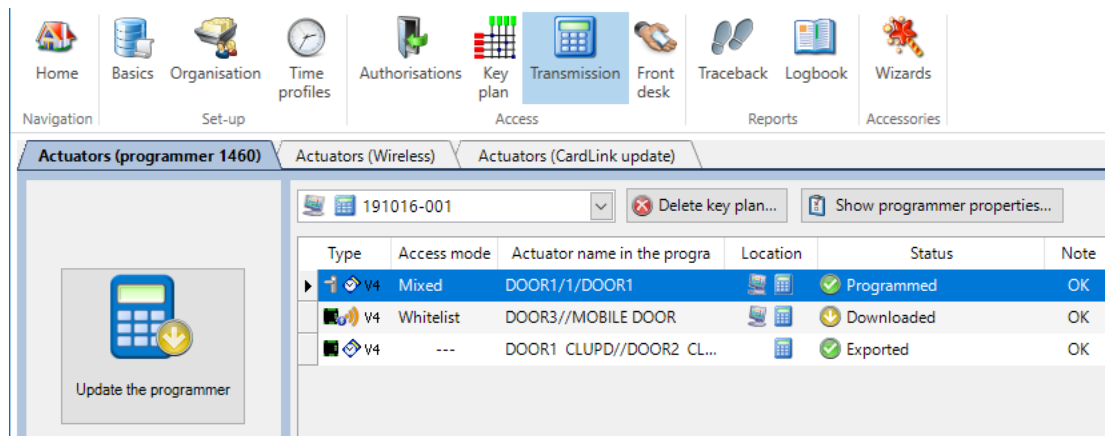 Home
Basics
Organisation
Time
profiles
Authorisations
Key
plan
Transmission
Front
desk
Traceback
Logbook
Wizards
Navigation
Set-up
Access
Reports
Accessories
Actuators (programmer 1460)
Actuators (Wireless)
Actuators (CardLink update)
191016-001
Delete key plan...
Show programmer properties...
Type Access mode Actuator name in the progra Location Status Note
V4 Mixed DOOR1/1/DOOR1 Programmed OK
V4 Whitelist DOOR3//MOBILE DOOR Downloaded OK
V4 --- DOOR1 CLUPD//DOOR2 CL... Exported OK
Update the programmer